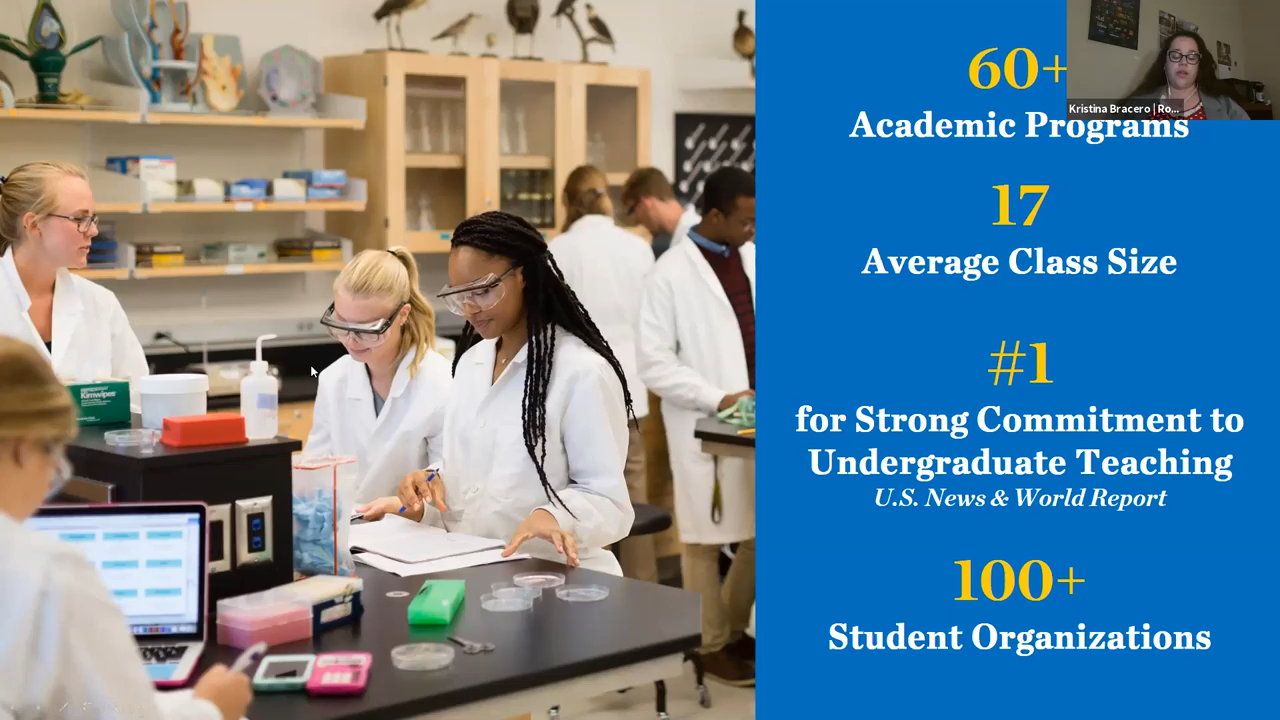 60+
Kristina Bracero | Ro...
Academic Programs
17
Average Class Size
#1
for Strong Commitment to
Undergraduate Teaching
U.S. News & World Report
100+
Student Organizations
Kimwipes